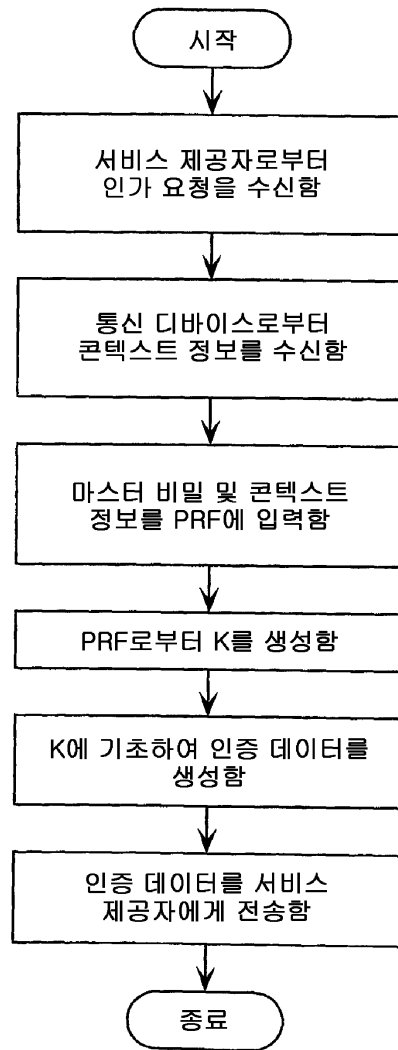 시작
서비스 제공자로부터
인가 요청을 수신함
통신 디바이스로부터
콘텍스트 정보를 수신함
마스터 비밀 및 콘텍스트
정보를 PRF에 입력함
PRF로부터 K를 생성함
K에 기초하여 인증 데이터를
생성함
인증 데이터를 서비스
제공자에게 전송함
종료